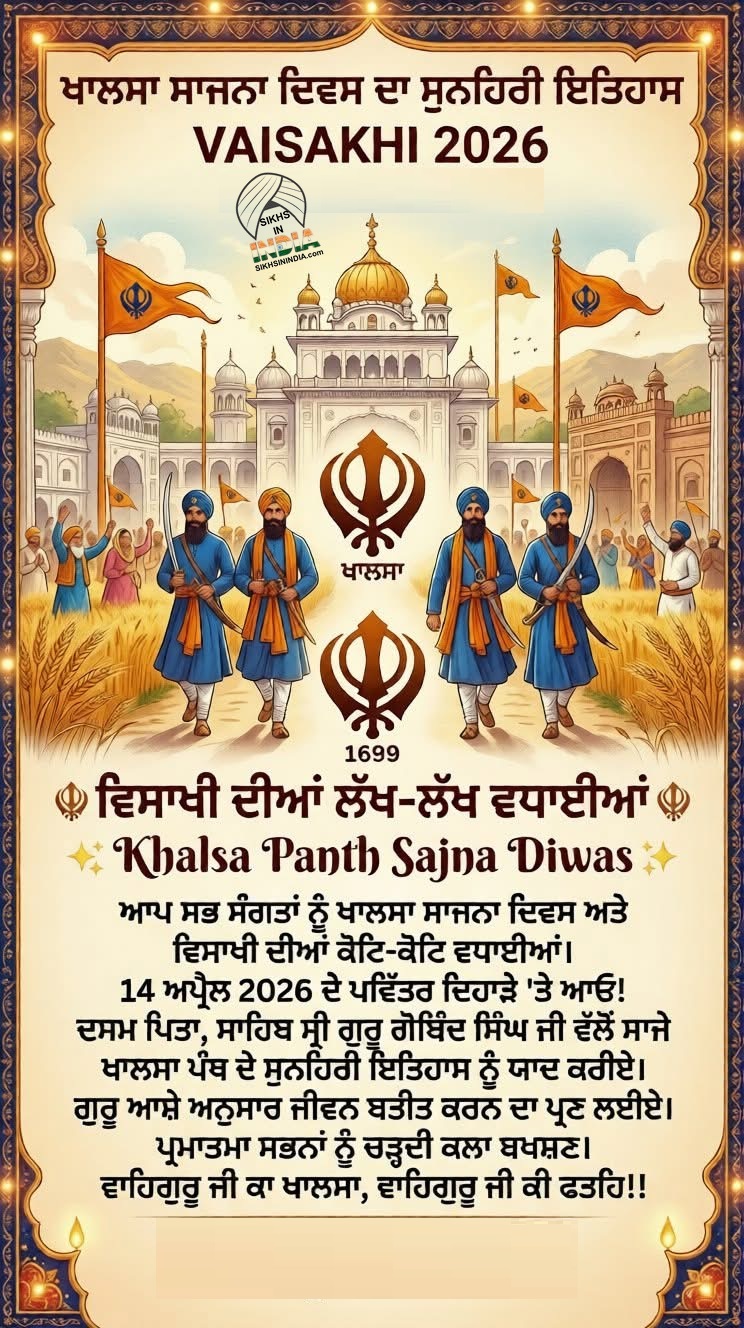 ਖਾਲਸਾ ਸਾਜਨਾ ਦਿਵਸ ਦਾ ਸੁਨਹਿਰੀ ਇਤਿਹਾਸ
VAISAKHI 2026
SIKHS
IN
INDIA
SIKHSININDIA.com
ਖਾਲਸਾ
1699
ਵਿਸਾਖੀ ਦੀਆਂ ਲੱਖ-ਲੱਖ ਵਧਾਈਆਂ
Khalsa Panth Sajna Diwas
ਆਪ ਸਭ ਸੰਗਤਾਂ ਨੂੰ ਖਾਲਸਾ ਸਾਜਨਾ ਦਿਵਸ ਅਤੇ
ਵਿਸਾਖੀ ਦੀਆਂ ਕੋਟਿ-ਕੋਟਿ ਵਧਾਈਆਂ।
14 ਅਪ੍ਰੈਲ 2026 ਦੇ ਪਵਿੱਤਰ ਦਿਹਾੜੇ 'ਤੇ ਆਓ!
ਦਸਮ ਪਿਤਾ, ਸਾਹਿਬ ਸ੍ਰੀ ਗੁਰੂ ਗੋਬਿੰਦ ਸਿੰਘ ਜੀ ਵੱਲੋਂ ਸਾਜੇ
ਖਾਲਸਾ ਪੰਥ ਦੇ ਸੁਨਹਿਰੀ ਇਤਿਹਾਸ ਨੂੰ ਯਾਦ ਕਰੀਏ।
ਗੁਰੂ ਆਸ਼ੇ ਅਨੁਸਾਰ ਜੀਵਨ ਬਤੀਤ ਕਰਨ ਦਾ ਪ੍ਰਣ ਲਈਏ।
ਪ੍ਰਮਾਤਮਾ ਸਭਨਾਂ ਨੂੰ ਚੜ੍ਹਦੀ ਕਲਾ ਬਖਸ਼ਣ।
ਵਾਹਿਗੁਰੂ ਜੀ ਕਾ ਖਾਲਸਾ, ਵਾਹਿਗੁਰੂ ਜੀ ਕੀ ਫਤਹਿ!!